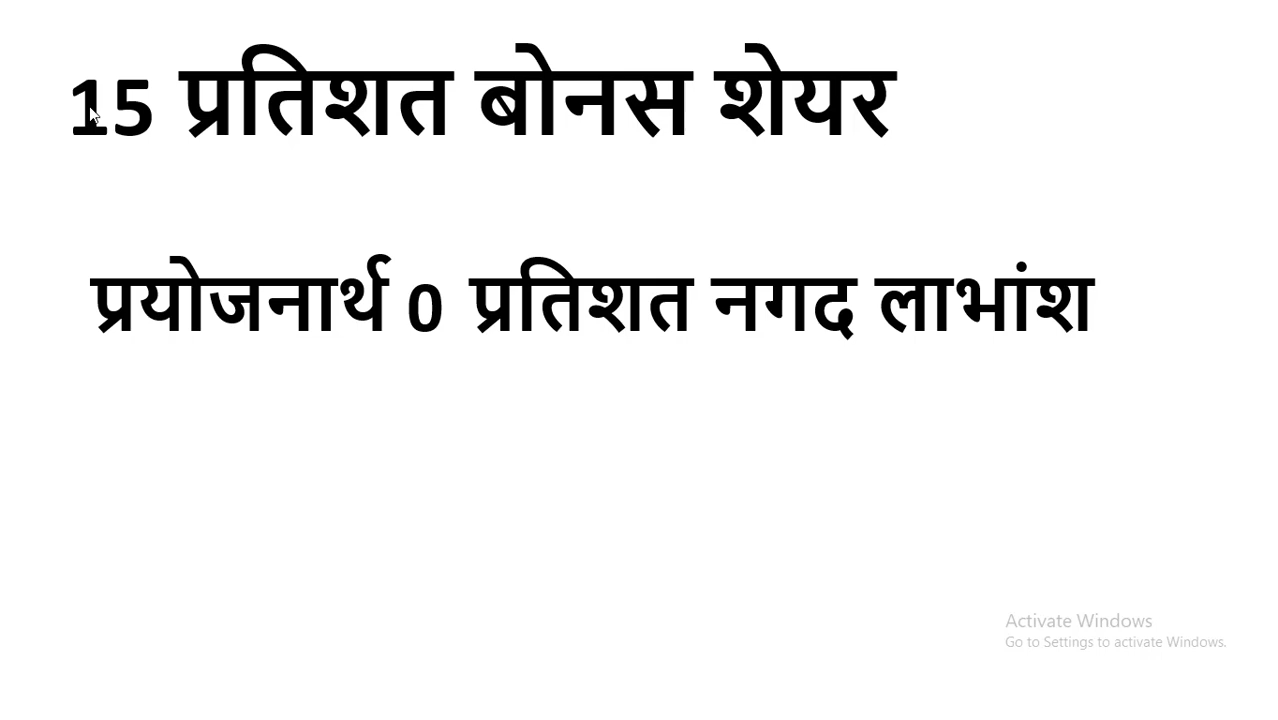 15 प्रतिशत बोनस शेयर
प्रयोजनार्थ 0 प्रतिशत नगद लाभांश
Activate Windows
Go to Settings to activate Windows.